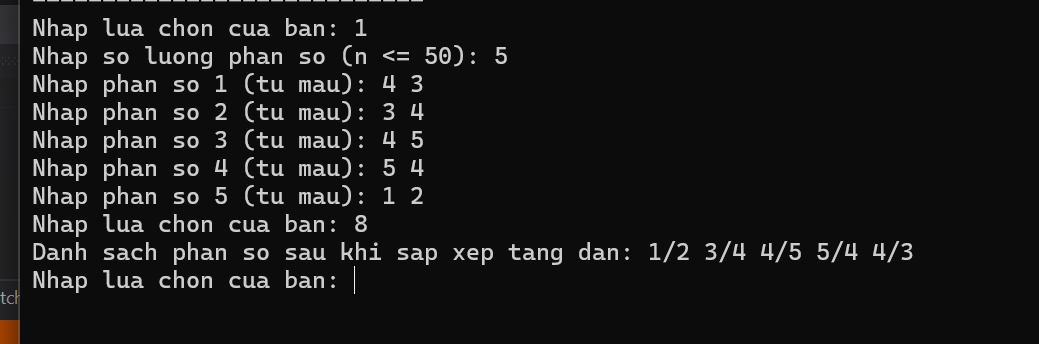 Nhap lua chon cua ban: 1
Nhap so luong phan so (n <= 50): 5
Nhap phan so 1 (tu mau): 4 3
Nhap phan so 2 (tu mau): 3 4
Nhap phan so 3 (tu mau): 4 5
Nhap phan so 4 (tu mau): 5 4
Nhap phan so 5 (tu mau): 1 2
Nhap lua chon cua ban: 8
Danh sach phan so sau khi sap xep tang dan: 1/2 3/4 4/5 5/4 4/3
Nhap lua chon cua ban:
tch